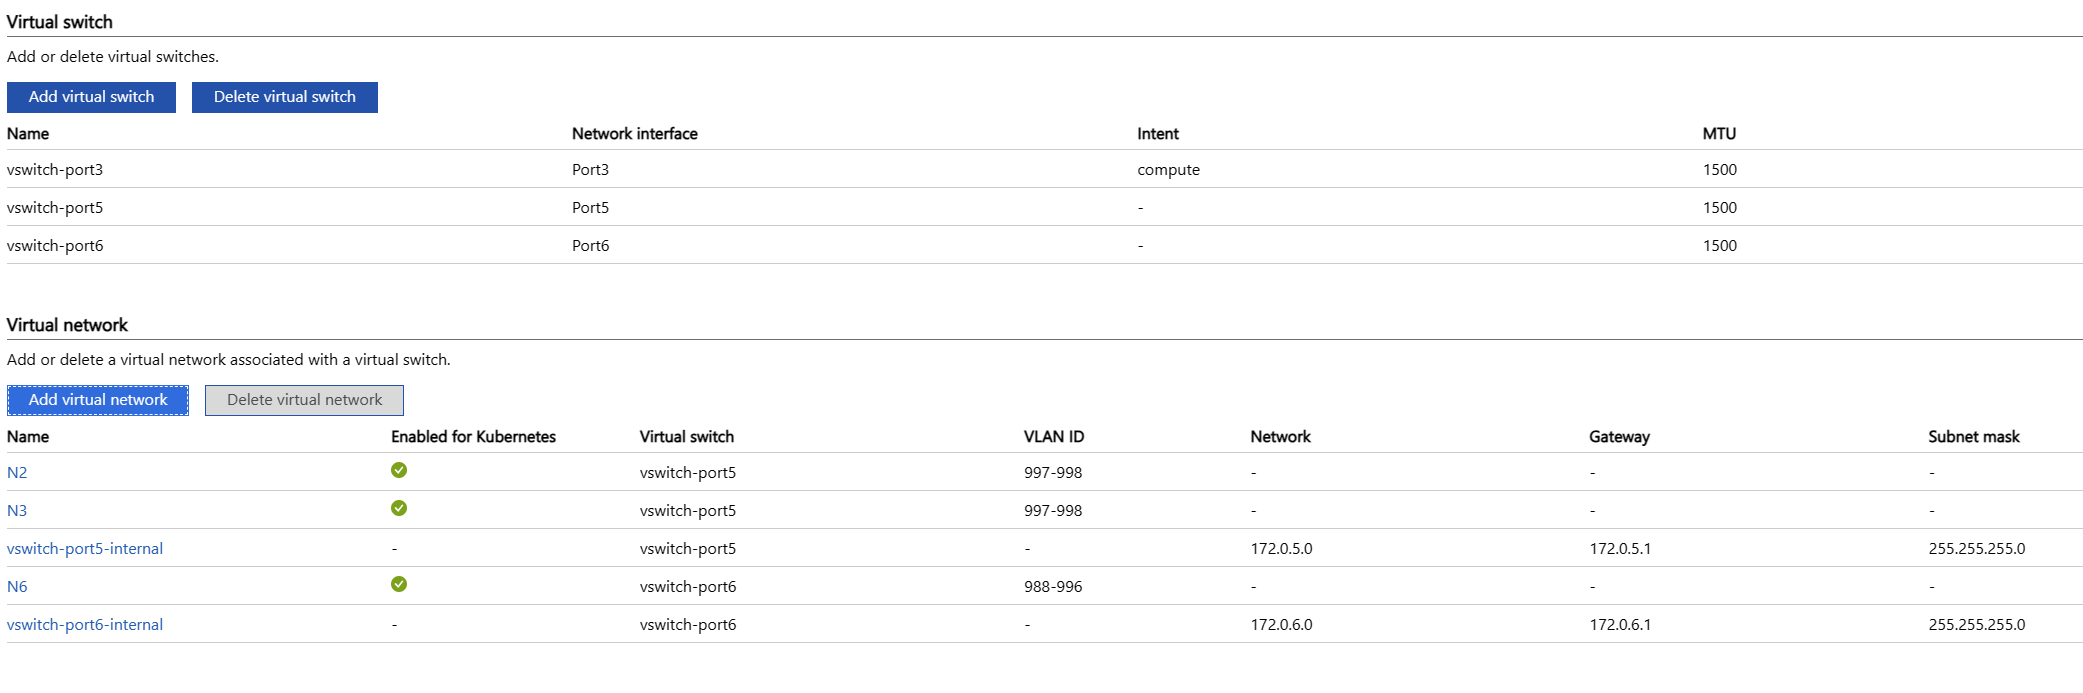 Virtual switch
Add or delete virtual switches.
Add virtual switch Delete virtual switch
Name Network interface Intent MTU
vswitch-port3 Port3 compute 1500
vswitch-port5 Port5 - 1500
vswitch-port6 Port6 - 1500
Virtual network
Add or delete a virtual network associated with a virtual switch.
Add virtual network Delete virtual network
Name Enabled for Kubernetes Virtual switch VLAN ID Network Gateway Subnet mask
N2 vswitch-port5 997-998 - - -
N3 vswitch-port5 997-998 - - -
vswitch-port5-internal - vswitch-port5 - 172.0.5.0 172.0.5.1 255.255.255.0
N6 vswitch-port6 988-996 - - -
vswitch-port6-internal - vswitch-port6 - 172.0.6.0 172.0.6.1 255.255.255.0